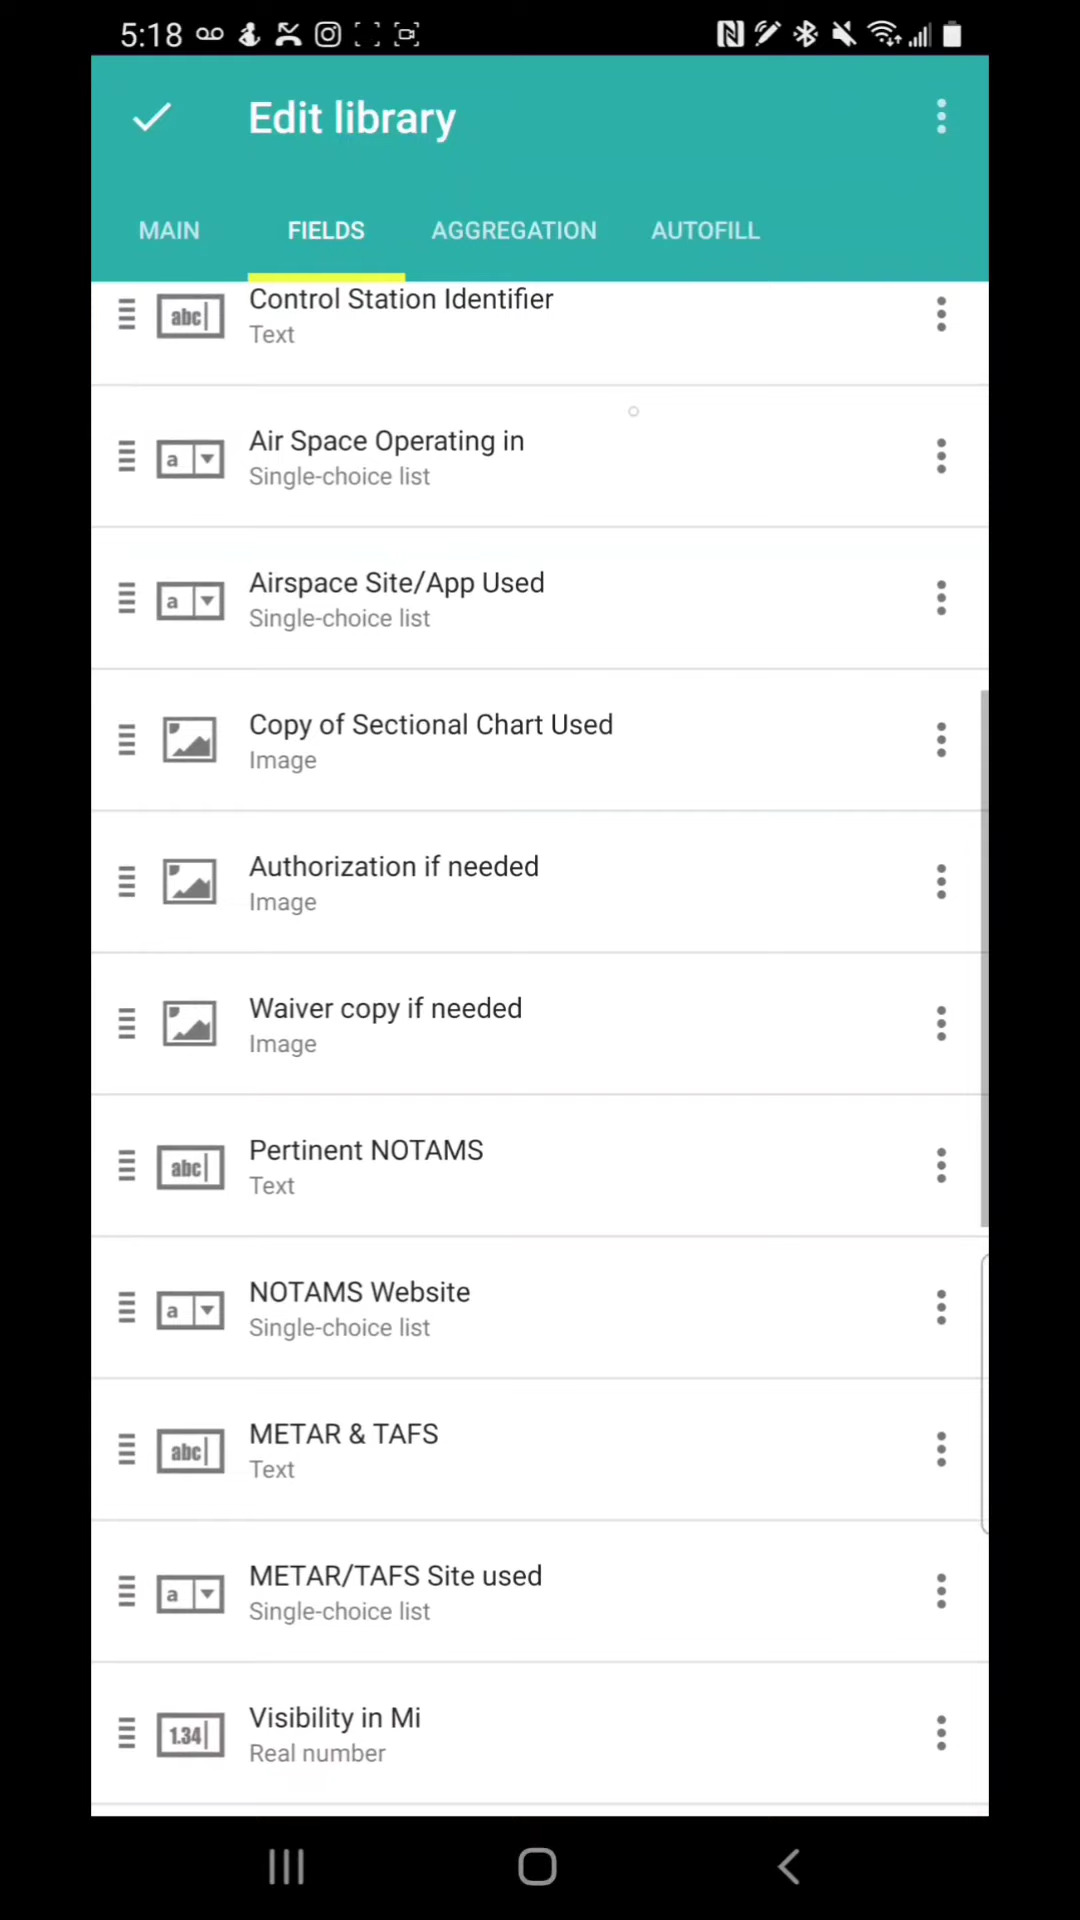 5:18
Edit library
MAIN FIELDS AGGREGATION AUTOFILL
abc Control Station Identifier
Text
a Air Space Operating in
Single-choice list
a Airspace Site/App Used
Single-choice list
Copy of Sectional Chart Used
Image
Authorization if needed
Image
Waiver copy if needed
Image
abc Pertinent NOTAMS
Text
a NOTAMS Website
Single-choice list
abc METAR & TAFS
Text
a METAR/TAFS Site used
Single-choice list
1.34 Visibility in Mi
Real number